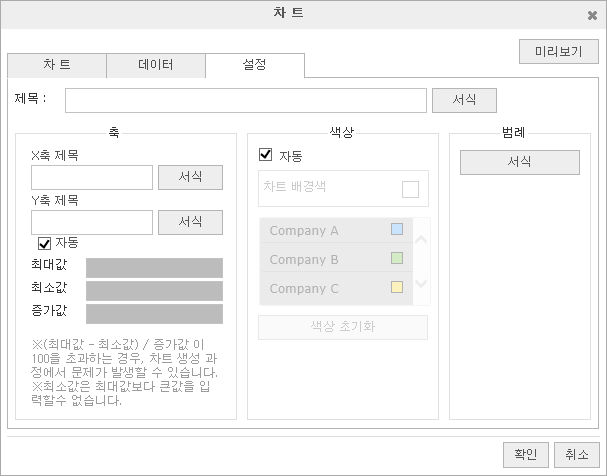 차 트
미리보기
차 트
데이터
설정
제목 :
서식
축
X축 제목
서식
Y축 제목
서식
자동
최대값
최소값
증가값
※(최대값 - 최소값) / 증가값 이
100을 초과하는 경우, 차트 생성 과
정에서 문제가 발생할 수 있습니다.
※최소값은 최대값보다 큰값을 입
력할수 없습니다.
색상
자동
차트 배경색
Company A
Company B
Company C
색상 초기화
범례
서식
확인
취소